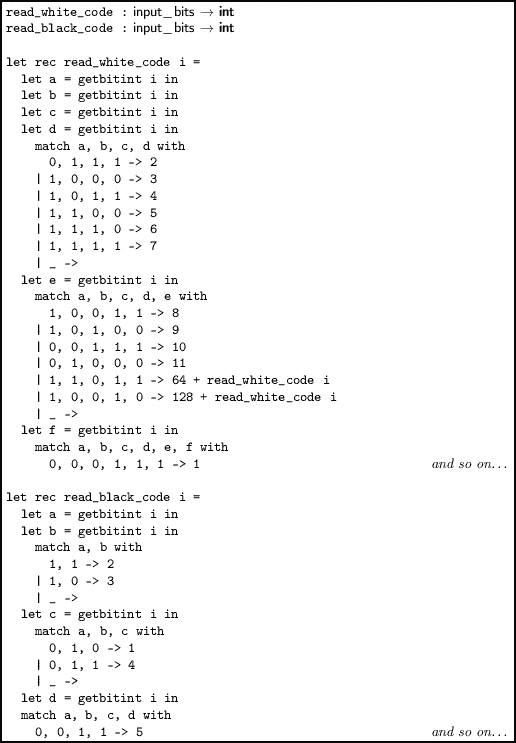 read_white_code : input_bits → int
read_black_code : input_bits → int
let rec read_white_code i =
  let a = getbitint i in
  let b = getbitint i in
  let c = getbitint i in
  let d = getbitint i in
    match a, b, c, d with
      0, 1, 1, 1 -> 2
    | 1, 0, 0, 0 -> 3
    | 1, 0, 1, 1 -> 4
    | 1, 1, 0, 0 -> 5
    | 1, 1, 1, 0 -> 6
    | 1, 1, 1, 1 -> 7
    | _ ->
  let e = getbitint i in
    match a, b, c, d, e with
      1, 0, 0, 1, 1 -> 8
    | 1, 0, 1, 0, 0 -> 9
    | 0, 0, 1, 1, 1 -> 10
    | 0, 1, 0, 0, 0 -> 11
    | 1, 1, 0, 1, 1 -> 64 + read_white_code i
    | 1, 0, 0, 1, 0 -> 128 + read_white_code i
    | _ ->
  let f = getbitint i in
    match a, b, c, d, e, f with
      0, 0, 0, 1, 1, 1 -> 1 and so on...
let rec read_black_code i =
  let a = getbitint i in
  let b = getbitint i in
    match a, b with
      1, 1 -> 2
    | 1, 0 -> 3
    | _ ->
  let c = getbitint i in
    match a, b, c with
      0, 1, 0 -> 1
    | 0, 1, 1 -> 4
    | _ ->
  let d = getbitint i in
  match a, b, c, d with
    0, 0, 1, 1 -> 5 and so on...